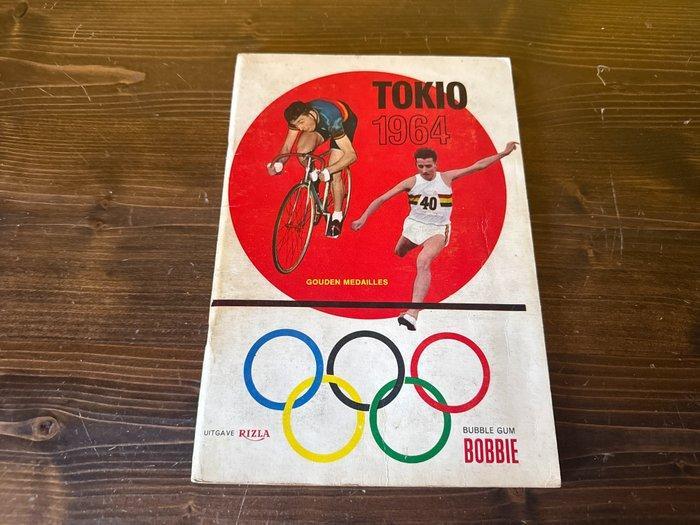 TOKIO
1964
40
GOUDEN MEDAILLES
UITGAVE RIZLA
BUBBLE GUM
BOBBIE